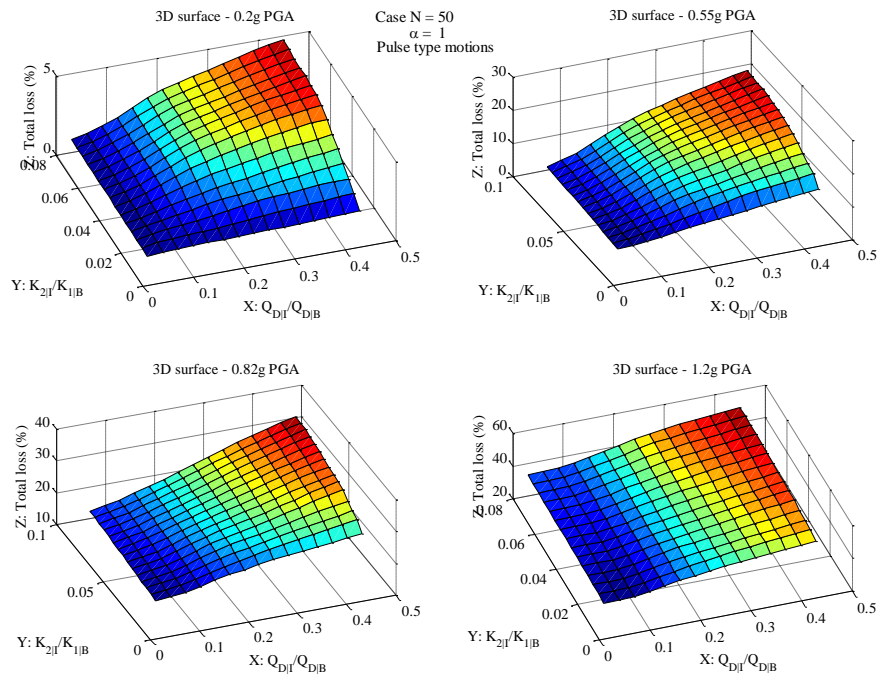 3D surface - 0.2g PGA
Case N = 50
α = 1
Pulse type motions
3D surface - 0.55g PGA
Z: Total loss (%)
5
0
0.08
0.06
0.04
0.02
0
Y: K2|I/K1|B
0
0.1
0.2
0.3
0.4
0.5
X: QD|I/QD|B
Z: Total loss (%)
30
20
10
0
0.1
0.05
0
Y: K2|I/K1|B
0
0.1
0.2
0.3
0.4
0.5
X: QD|I/QD|B
3D surface - 0.82g PGA
3D surface - 1.2g PGA
Z: Total loss (%)
40
30
20
10
0.1
0.05
0
Y: K2|I/K1|B
0
0.1
0.2
0.3
0.4
0.5
X: QD|I/QD|B
Z: Total loss (%)
60
40
20
0.08
0.06
0.04
0.02
0
Y: K2|I/K1|B
0
0.1
0.2
0.3
0.4
0.5
X: QD|I/QD|B